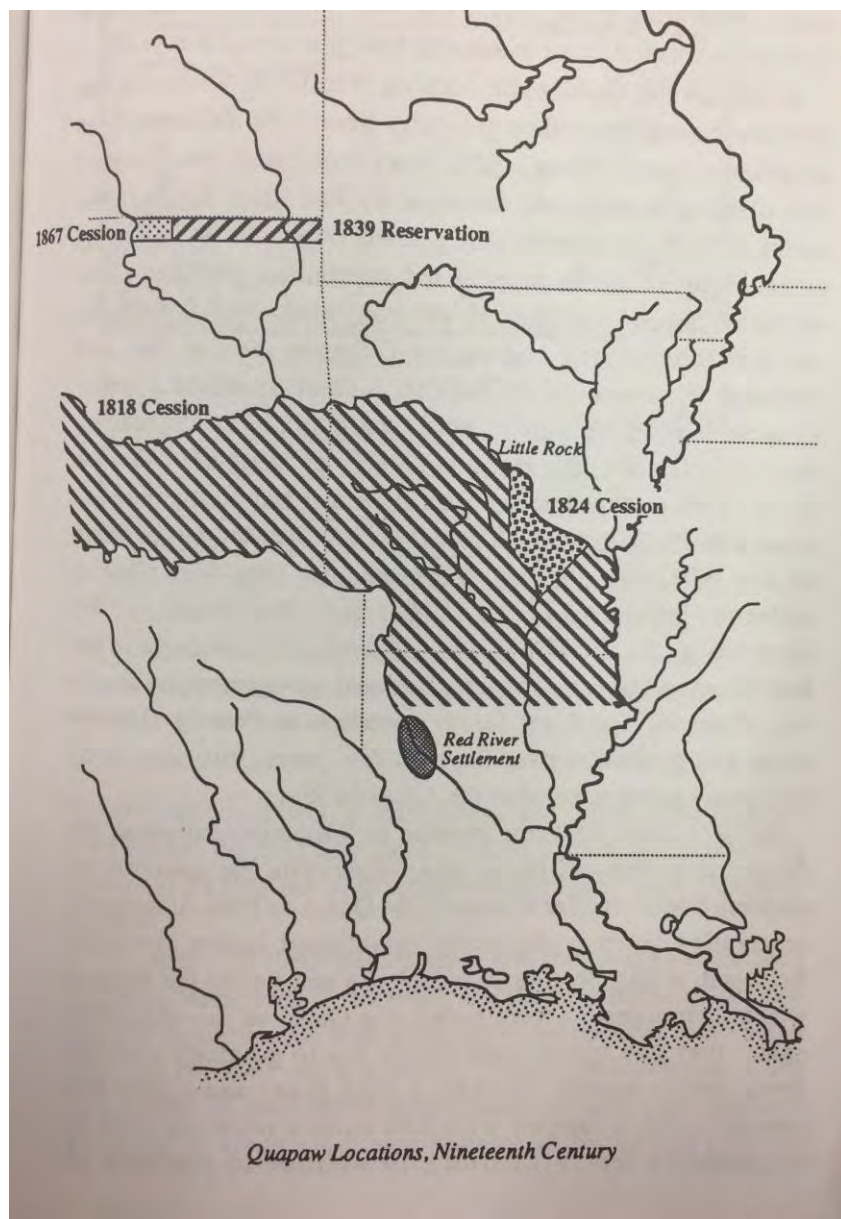 1867 Cession
1839 Reservation
1818 Cession
Little Rock
1824 Cession
Red River
Settlement
Quapaw Locations, Nineteenth Century